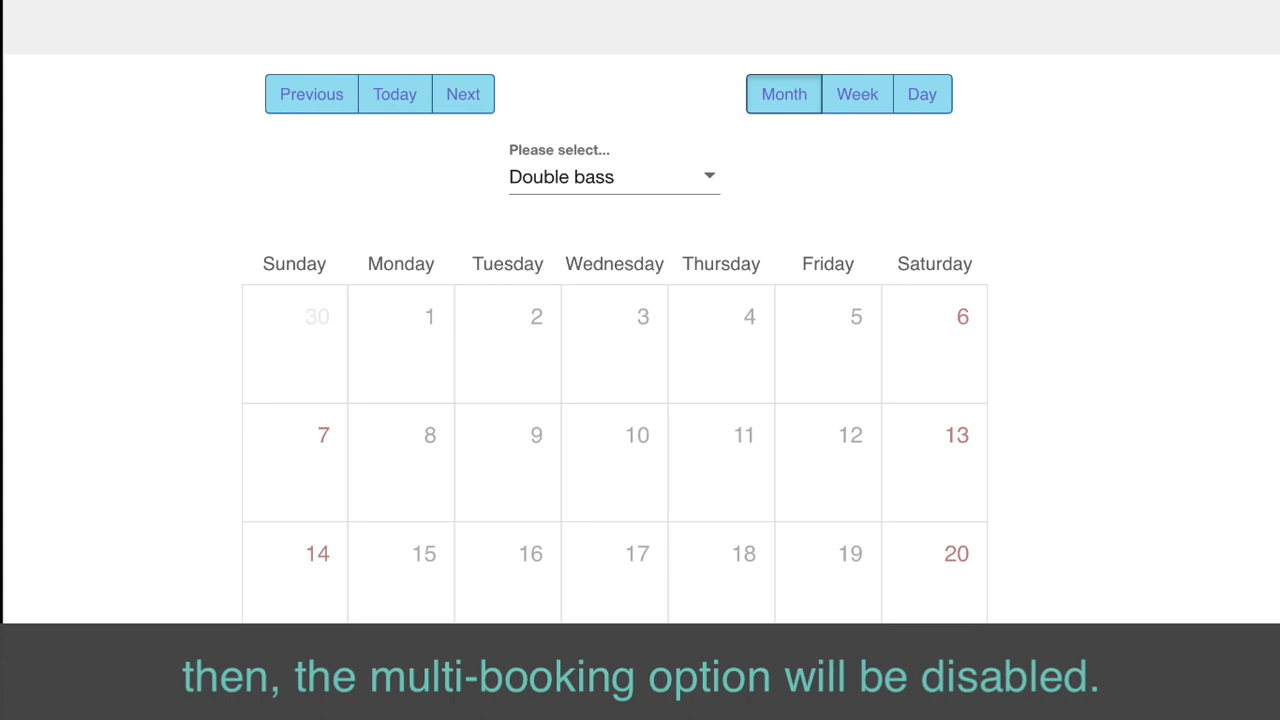 Previous Today Next Month Week Day
Please select...
Double bass
Sunday Monday Tuesday Wednesday Thursday Friday Saturday
30 1 2 3 4 5 6
7 8 9 10 11 12 13
14 15 16 17 18 19 20
then, the multi-booking option will be disabled.